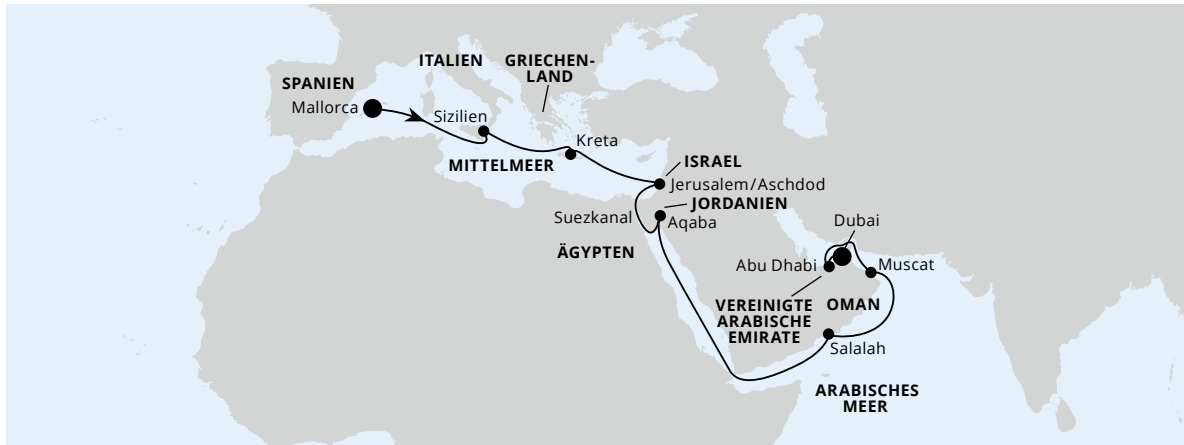 ITALIEN
GRIECHEN-
LAND
SPANIEN
Mallorca
Sizilien
Kreta
MITTELMEER
ISRAEL
Jerusalem/Aschdod
JORDANIEN
Suezkanal
Aqaba
Dubai
ÄGYPTEN
Abu Dhabi
Muscat
VEREINIGTE
ARABISCHE
EMIRATE
OMAN
Salalah
ARABISCHES
MEER